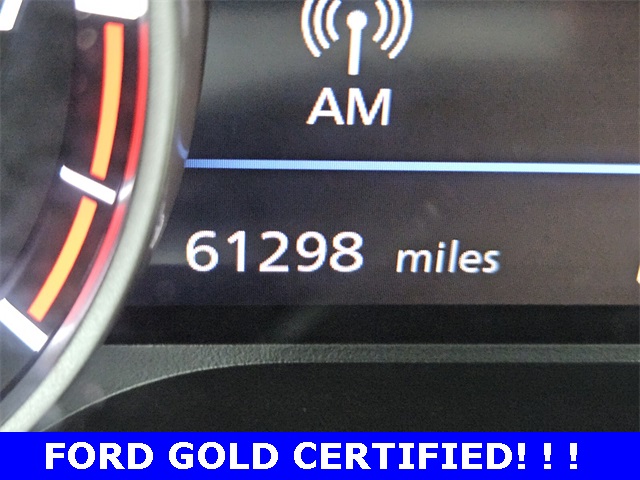 AM
61298 miles
FORD GOLD CERTIFIED! ! !